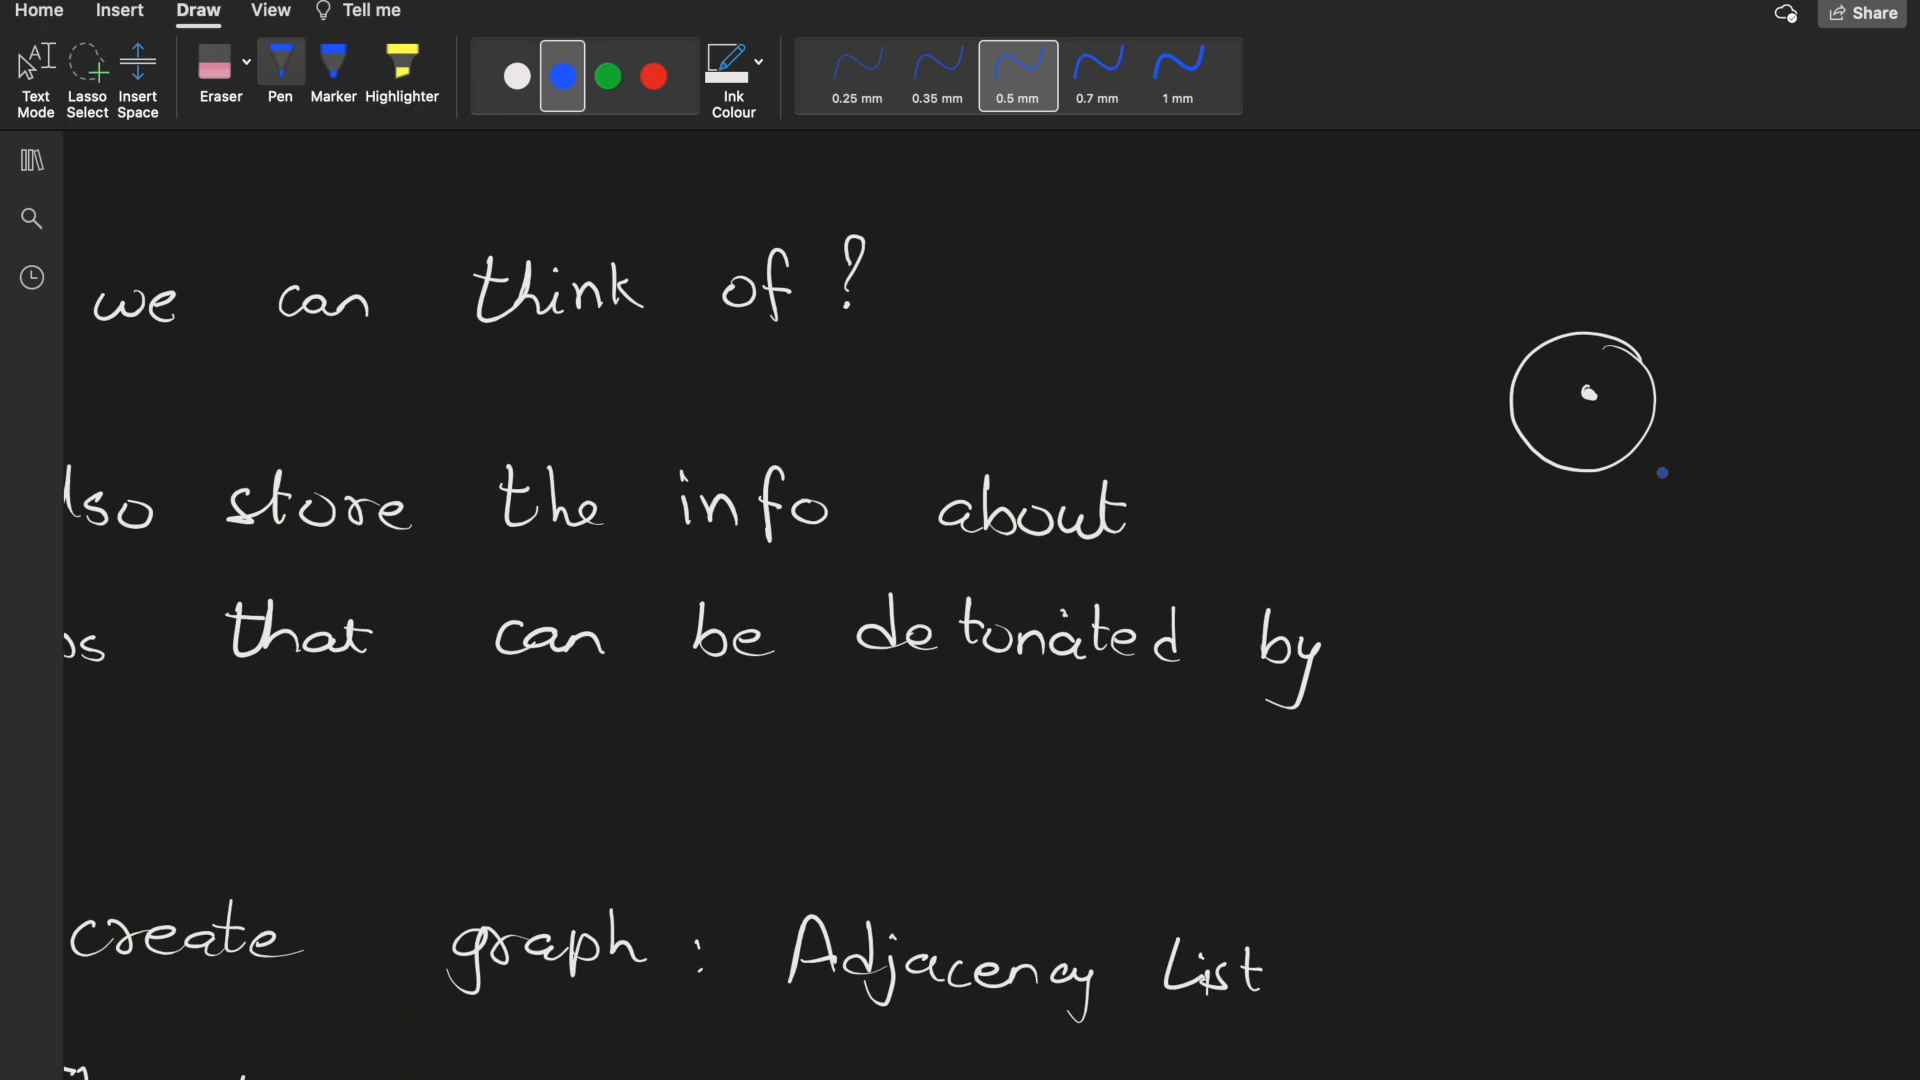 Home Insert Draw View Tell me Share
Text Mode Lasso Select Insert Space Eraser Pen Marker Highlighter Ink Colour 0.25 mm 0.35 mm 0.5 mm 0.7 mm 1 mm
we can think of ?
lso store the info about
os that can be detonated by
create graph : Adjacency List